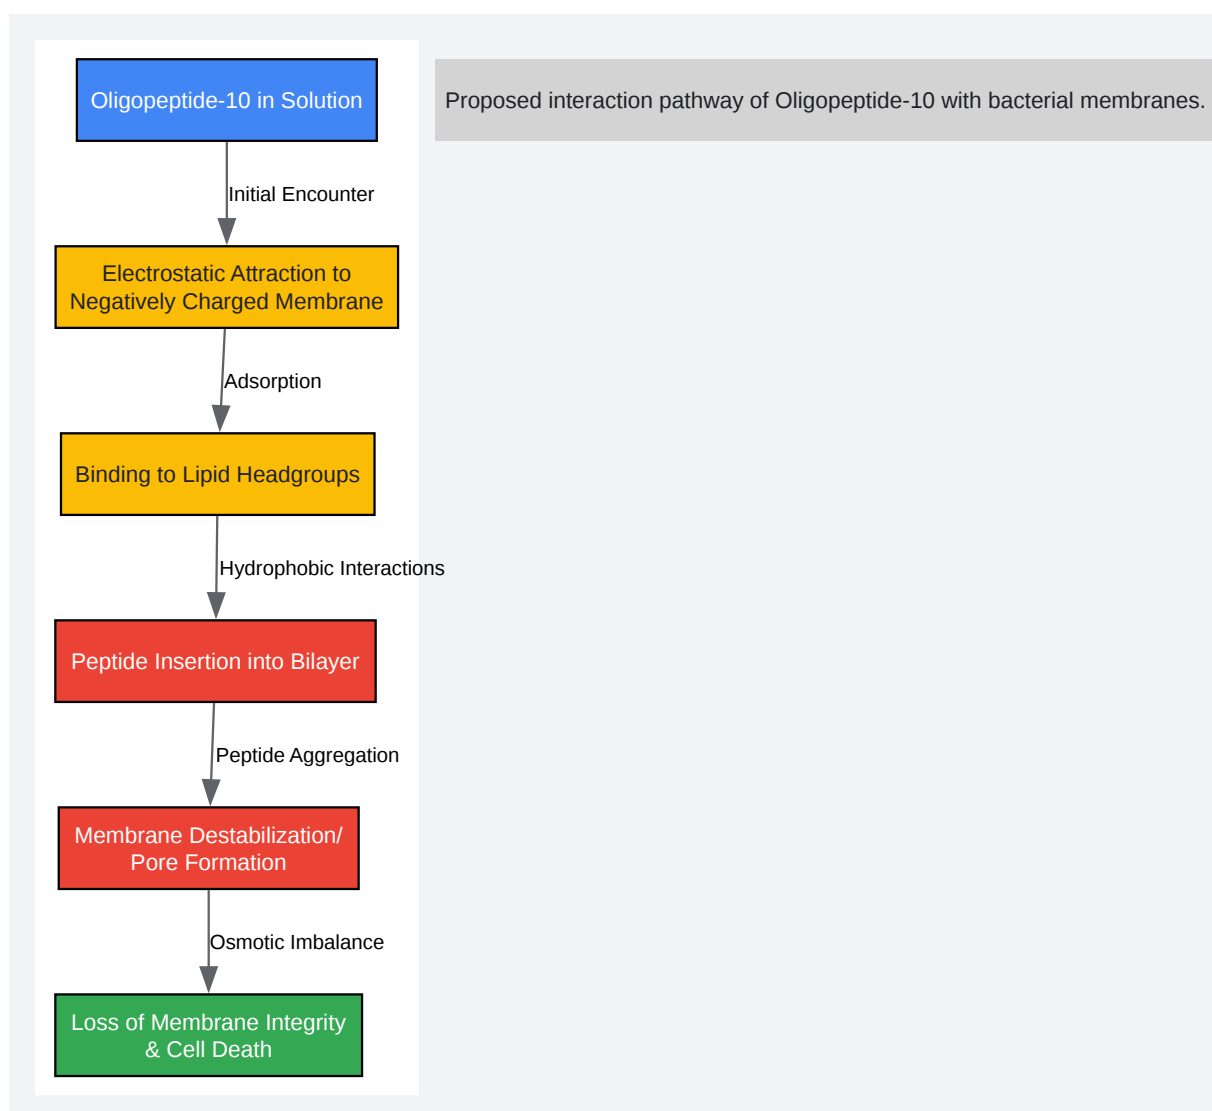 Oligopeptide-10 in Solution
Proposed interaction pathway of Oligopeptide-10 with bacterial membranes.
Initial Encounter
Electrostatic Attraction to
Negatively Charged Membrane
Adsorption
Binding to Lipid Headgroups
Hydrophobic Interactions
Peptide Insertion into Bilayer
Peptide Aggregation
Membrane Destabilization/
Pore Formation
Osmotic Imbalance
Loss of Membrane Integrity
& Cell Death